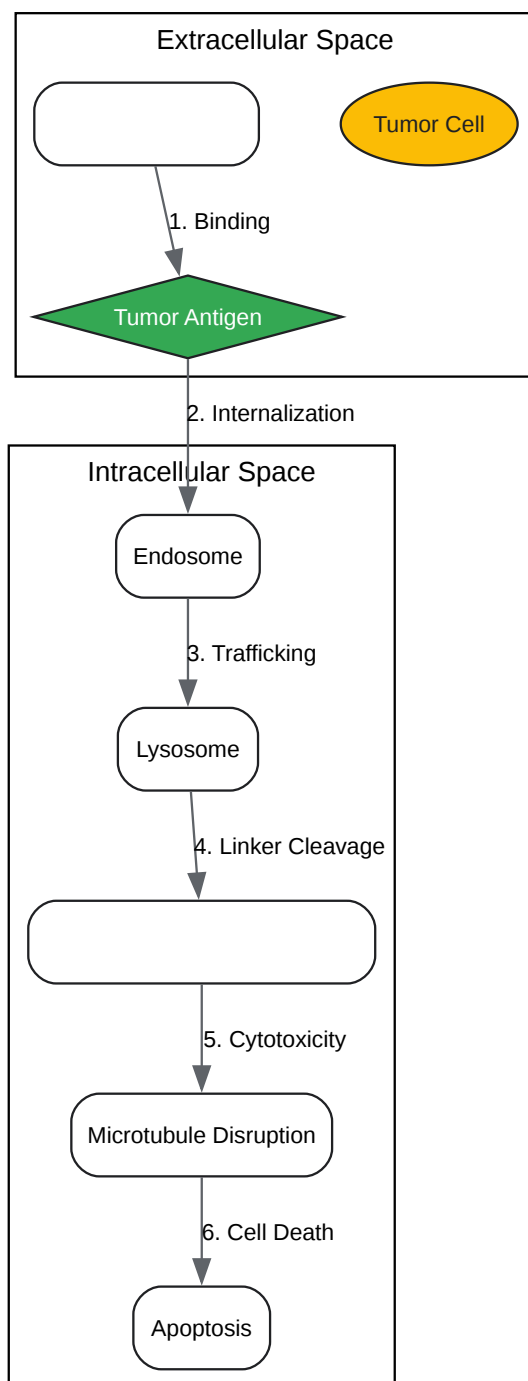 Extracellular Space
Tumor Cell
1. Binding
Tumor Antigen
2. Internalization
Intracellular Space
Endosome
3. Trafficking
Lysosome
4. Linker Cleavage
5. Cytotoxicity
Microtubule Disruption
6. Cell Death
Apoptosis